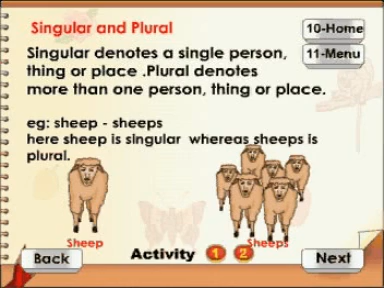 Singular and Plural
10-Home
11-Menu
Singular denotes a single person,
thing or place .Plural denotes
more than one person, thing or place.
eg: sheep - sheeps
here sheep is singular whereas sheeps is
plural.
Sheep
Sheeps
Back
Activity 1 2
Next